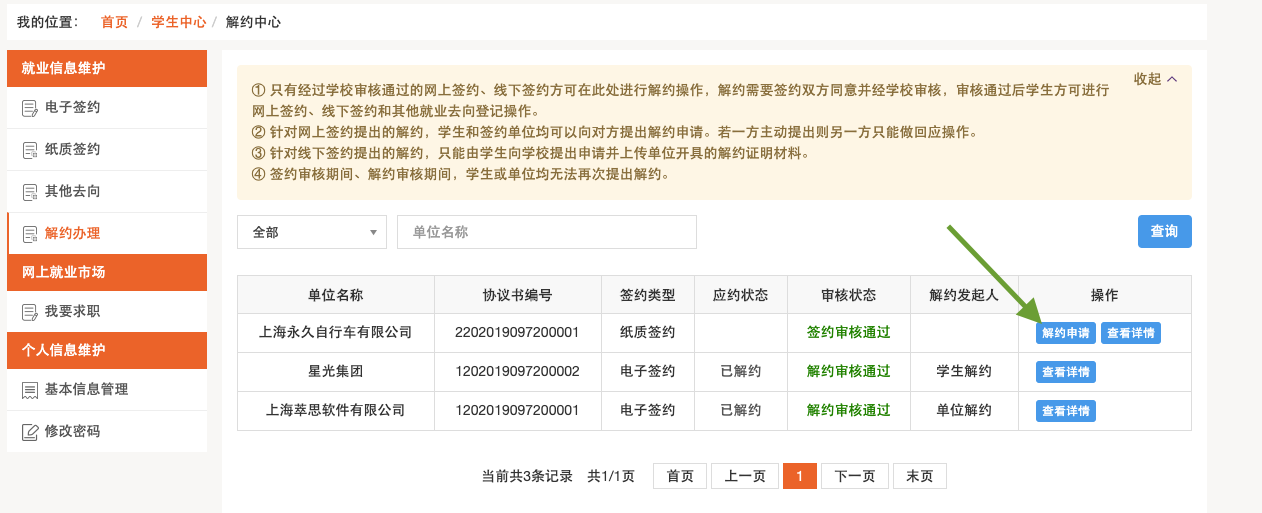 我的位置： 首页 / 学生中心 / 解约中心
就业信息维护
电子签约
纸质签约
其他去向
解约办理
网上就业市场
我要求职
个人信息维护
基本信息管理
修改密码
收起
① 只有经过学校审核通过的网上签约、线下签约方可在此处进行解约操作，解约需要签约双方同意并经学校审核，审核通过后学生方可进行
网上签约、线下签约和其他就业去向登记操作。
② 针对网上签约提出的解约，学生和签约单位均可以向对方提出解约申请。若一方主动提出则另一方只能做回应操作。
③ 针对线下签约提出的解约，只能由学生向学校提出申请并上传单位开具的解约证明材料。
④ 签约审核期间、解约审核期间，学生或单位均无法再次提出解约。
全部 单位名称 查询
单位名称 协议书编号 签约类型 应约状态 审核状态 解约发起人 操作
上海永久自行车有限公司 2202019097200001 纸质签约 签约审核通过 解约申请 查看详情
星光集团 1202019097200002 电子签约 已解约 解约审核通过 学生解约 查看详情
上海萃思软件有限公司 1202019097200001 电子签约 已解约 解约审核通过 单位解约 查看详情
当前共3条记录 共1/1页 首页 上一页 1 下一页 末页